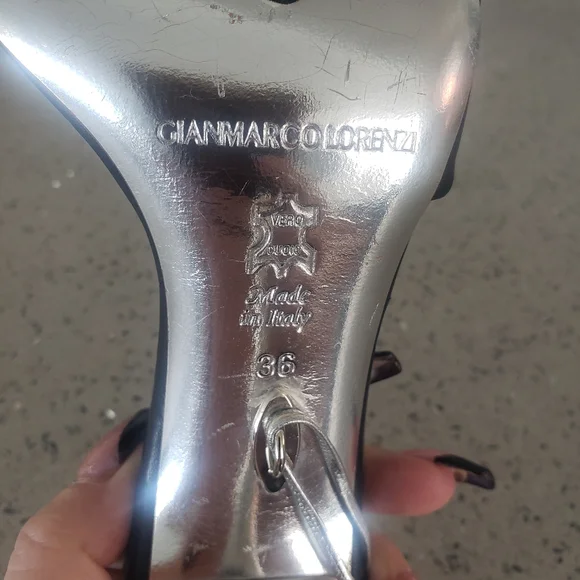 GIANMARCO LORENZI
VERO
CUOIO
Made
in Italy
36